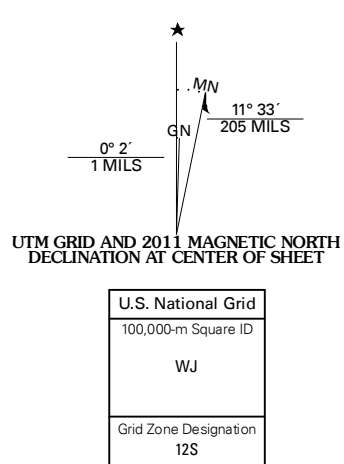 ★
MN
11° 33´
205 MILS
GN
0° 2´
1 MILS
UTM GRID AND 2011 MAGNETIC NORTH
DECLINATION AT CENTER OF SHEET
U.S. National Grid
100,000-m Square ID
WJ
Grid Zone Designation
12S